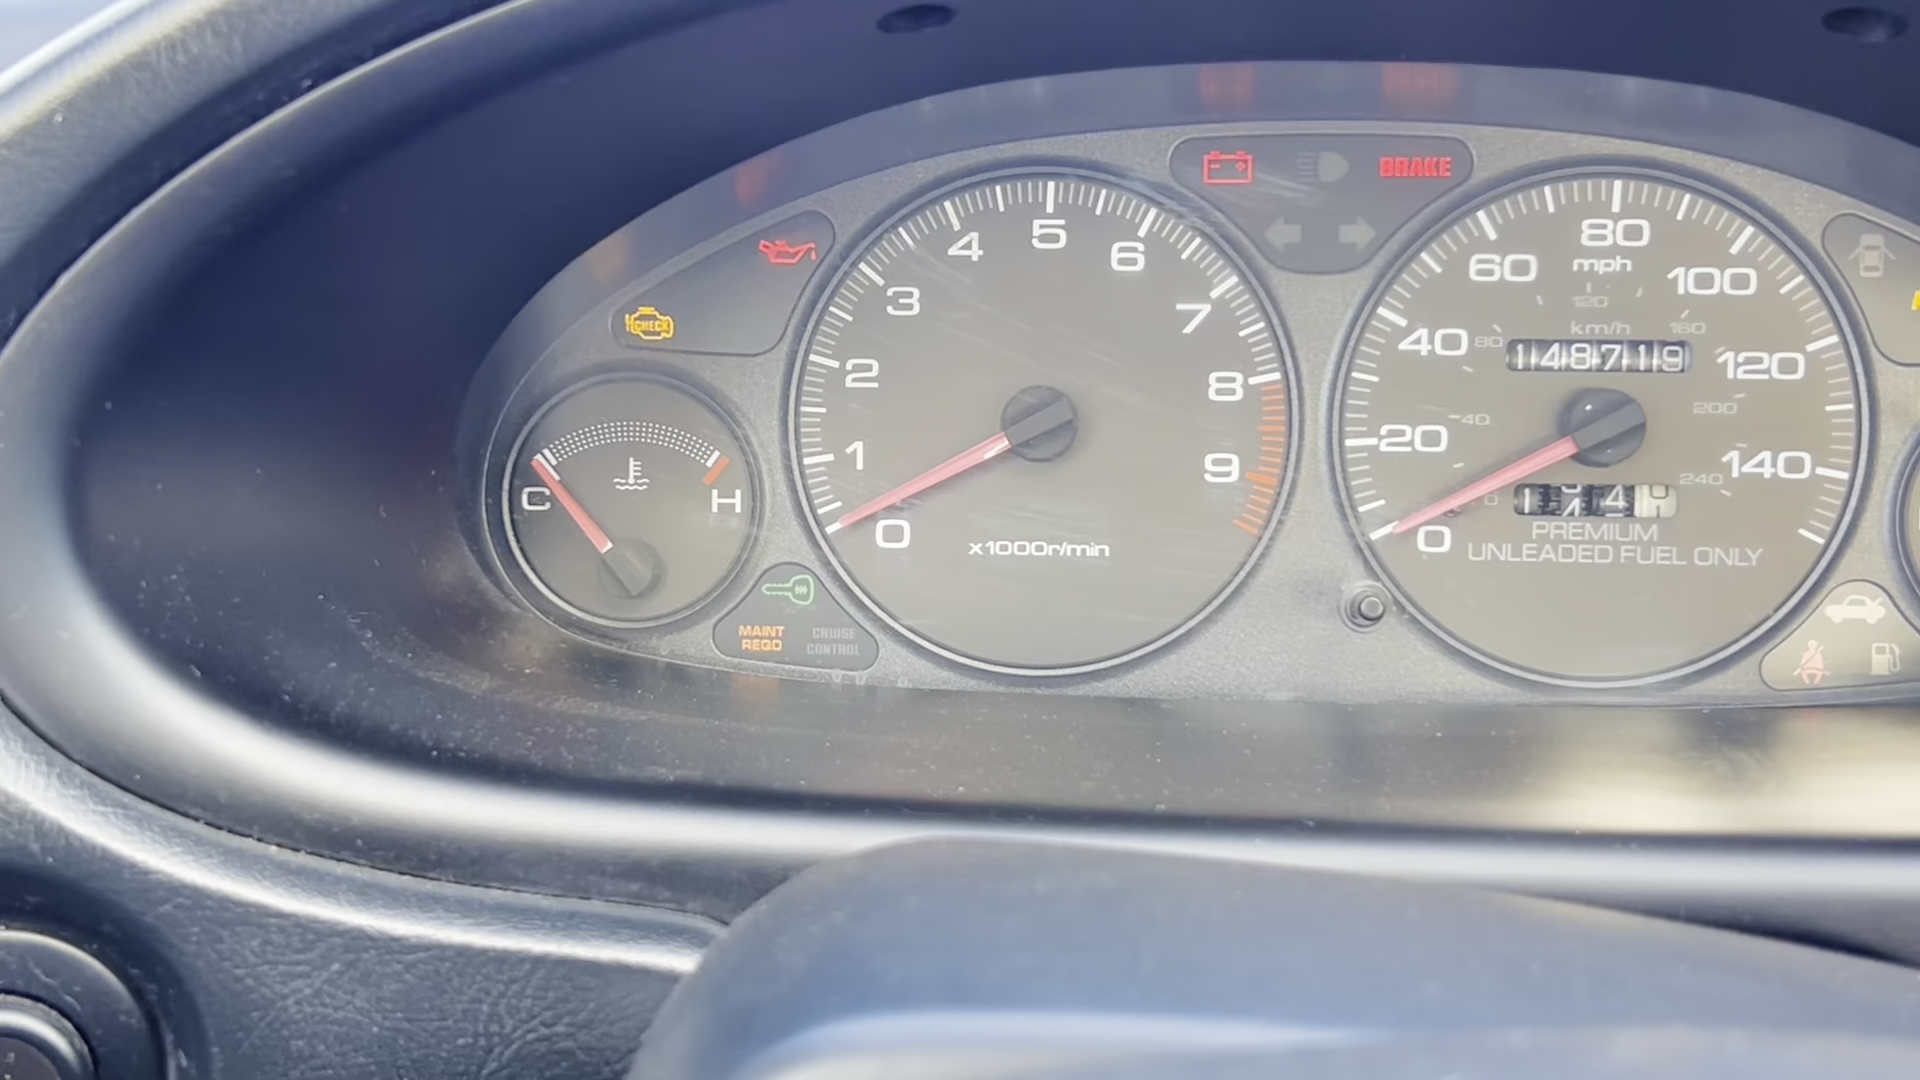 BRAKE
CHECK
C
H
MAINT
REQD
CRUISE
CONTROL
0
1
2
3
4
5
6
7
8
9
x1000r/min
0
20
40
60
80
100
120
140
mph
km/h
40
80
120
160
200
240
148719
PREMIUM
UNLEADED FUEL ONLY